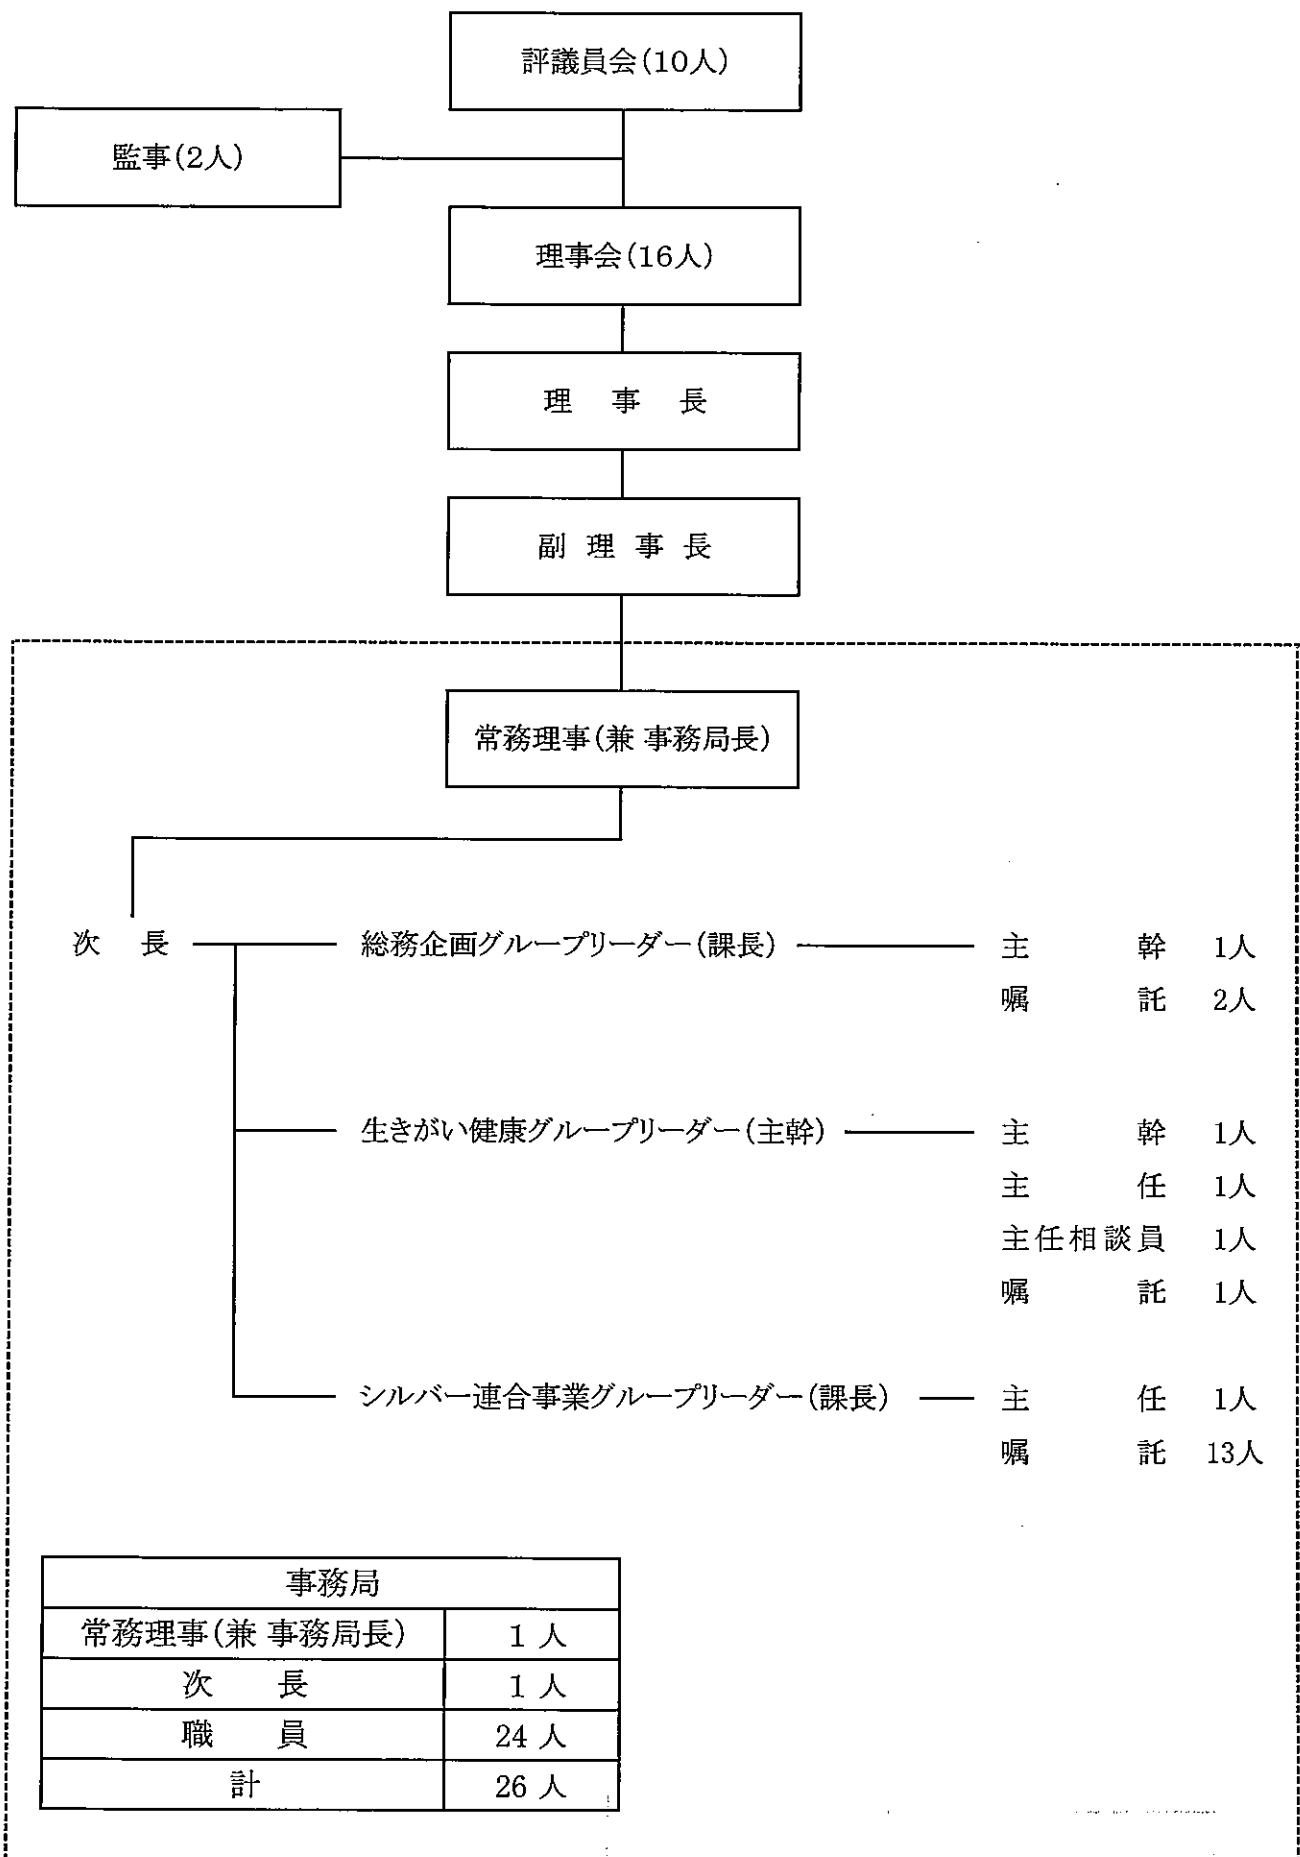 評議員会(10人)
監事(2人)
理事会(16人)
理事長
副理事長
常務理事(兼 事務局長)
次長 総務企画グループリーダー(課長) 主幹 1人
嘱託 2人
生きがい健康グループリーダー(主幹) 主幹 1人
主任 1人
主任相談員 1人
嘱託 1人
シルバー連合事業グループリーダー(課長) 主任 1人
嘱託 13人
事務局
常務理事(兼 事務局長) 1人
次長 1人
職員 24人
計 26人